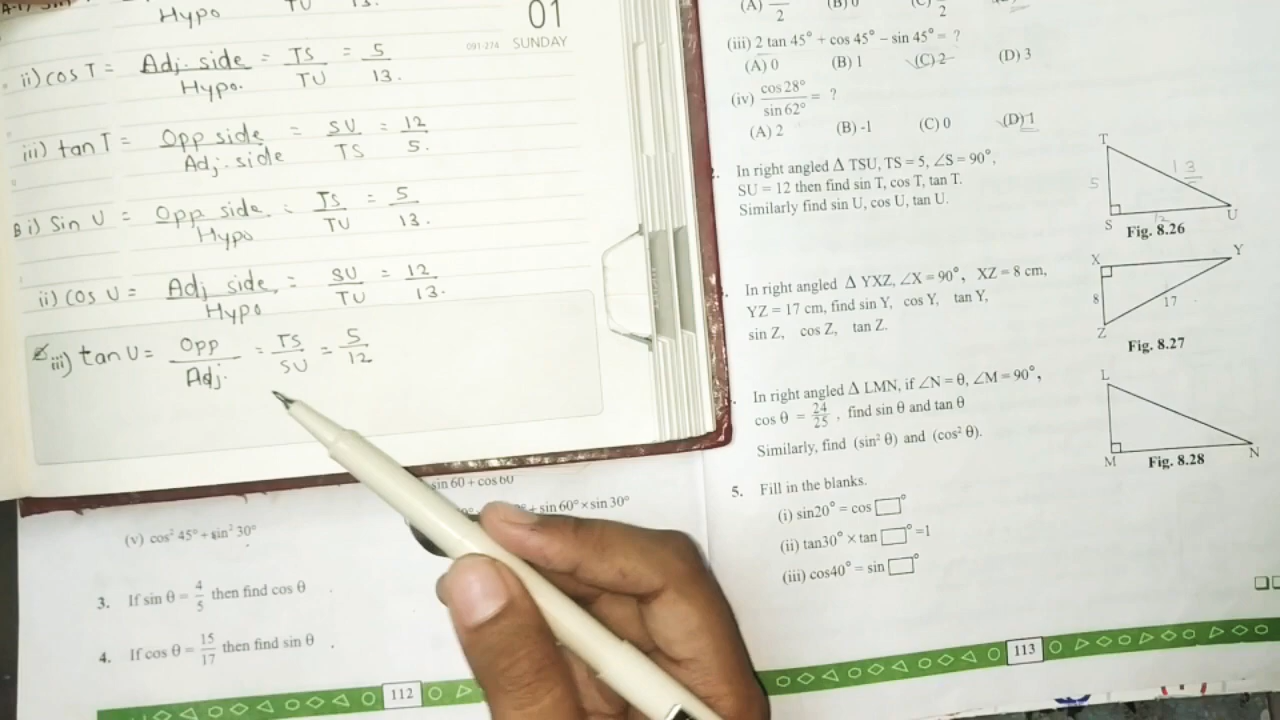 Hypo TU 13.
01
091-274 SUNDAY
ii) cos T = Adj. side / Hypo. = TS / TU = 5 / 13.
iii) tan T = Opp side / Adj. side = SU / TS = 12 / 5.
B i) Sin U = Opp. side / Hypo = TS / TU = 5 / 13.
ii) cos U = Adj side / Hypo = SU / TU = 12 / 13.
iii) tan U = Opp / Adj. = TS / SU = 5 / 12
sin 60 + cos 60
+ sin 60° × sin 30°
(v) cos² 45° + sin² 30°
3. If sin θ = 4/5 then find cos θ
4. If cos θ = 15/17 then find sin θ
112
(iii) 2 tan 45° + cos 45° − sin 45° = ?
(A) 0 (B) 1 (C) 2 (D) 3
(iv) cos 28° / sin 62° = ?
(A) 2 (B) -1 (C) 0 (D) 1
In right angled Δ TSU, TS = 5, ∠S = 90°,
SU = 12 then find sin T, cos T, tan T.
Similarly find sin U, cos U, tan U.
T
5 13
S 12 U
Fig. 8.26
In right angled Δ YXZ, ∠X = 90°, XZ = 8 cm,
YZ = 17 cm, find sin Y, cos Y, tan Y,
sin Z, cos Z, tan Z.
X Y
8 17
Z
Fig. 8.27
In right angled Δ LMN, if ∠N = θ, ∠M = 90°,
cos θ = 24/25, find sin θ and tan θ
Similarly, find (sin² θ) and (cos² θ).
L
M N
Fig. 8.28
5. Fill in the blanks.
(i) sin20° = cos □°
(ii) tan30° × tan □° =1
(iii) cos40° = sin □°
113